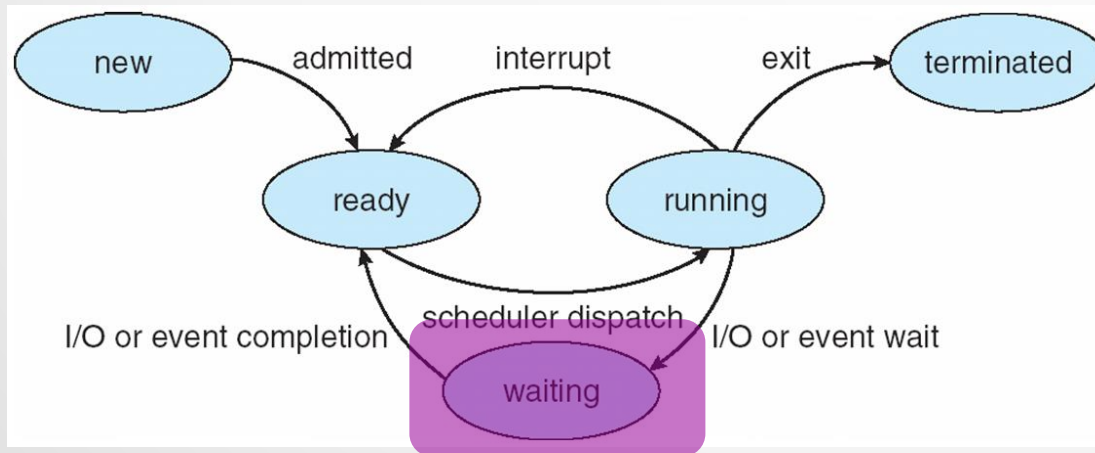 new
admitted
interrupt
exit
terminated
ready
running
scheduler dispatch
I/O or event completion
I/O or event wait
waiting